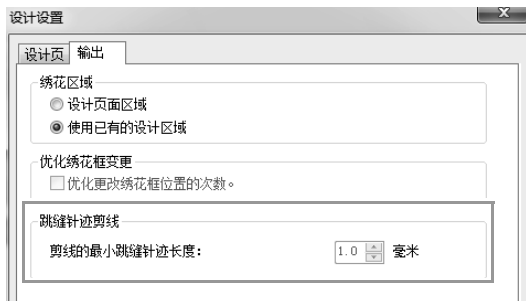 设计设置
设计页 输出
绣花区域
设计页面区域
使用已有的设计区域
优化绣花框变更
优化更改绣花框位置的次数。
跳缝针迹剪线
剪线的最小跳缝针迹长度： 1.0 毫米